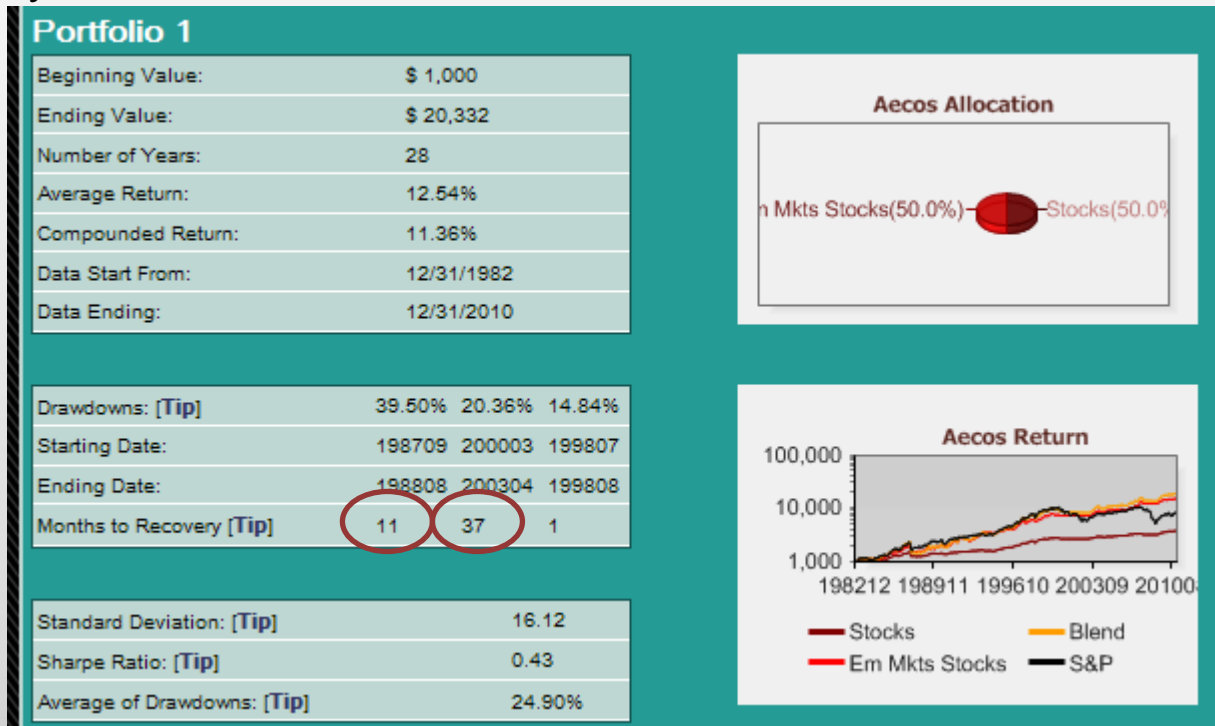 Portfolio 1
Beginning Value: $ 1,000
Ending Value: $ 20,332
Number of Years: 28
Average Return: 12.54%
Compounded Return: 11.36%
Data Start From: 12/31/1982
Data Ending: 12/31/2010
Aecos Allocation
n Mkts Stocks(50.0%) Stocks(50.0%
Drawdowns: [Tip] 39.50% 20.36% 14.84%
Starting Date: 198709 200003 199807
Ending Date: 198808 200304 199808
Months to Recovery [Tip] 11 37 1
Aecos Return
100,000
10,000
1,000
198212 198911 199610 200309 20100
Stocks Blend
Em Mkts Stocks S&P
Standard Deviation: [Tip] 16.12
Sharpe Ratio: [Tip] 0.43
Average of Drawdowns: [Tip] 24.90%